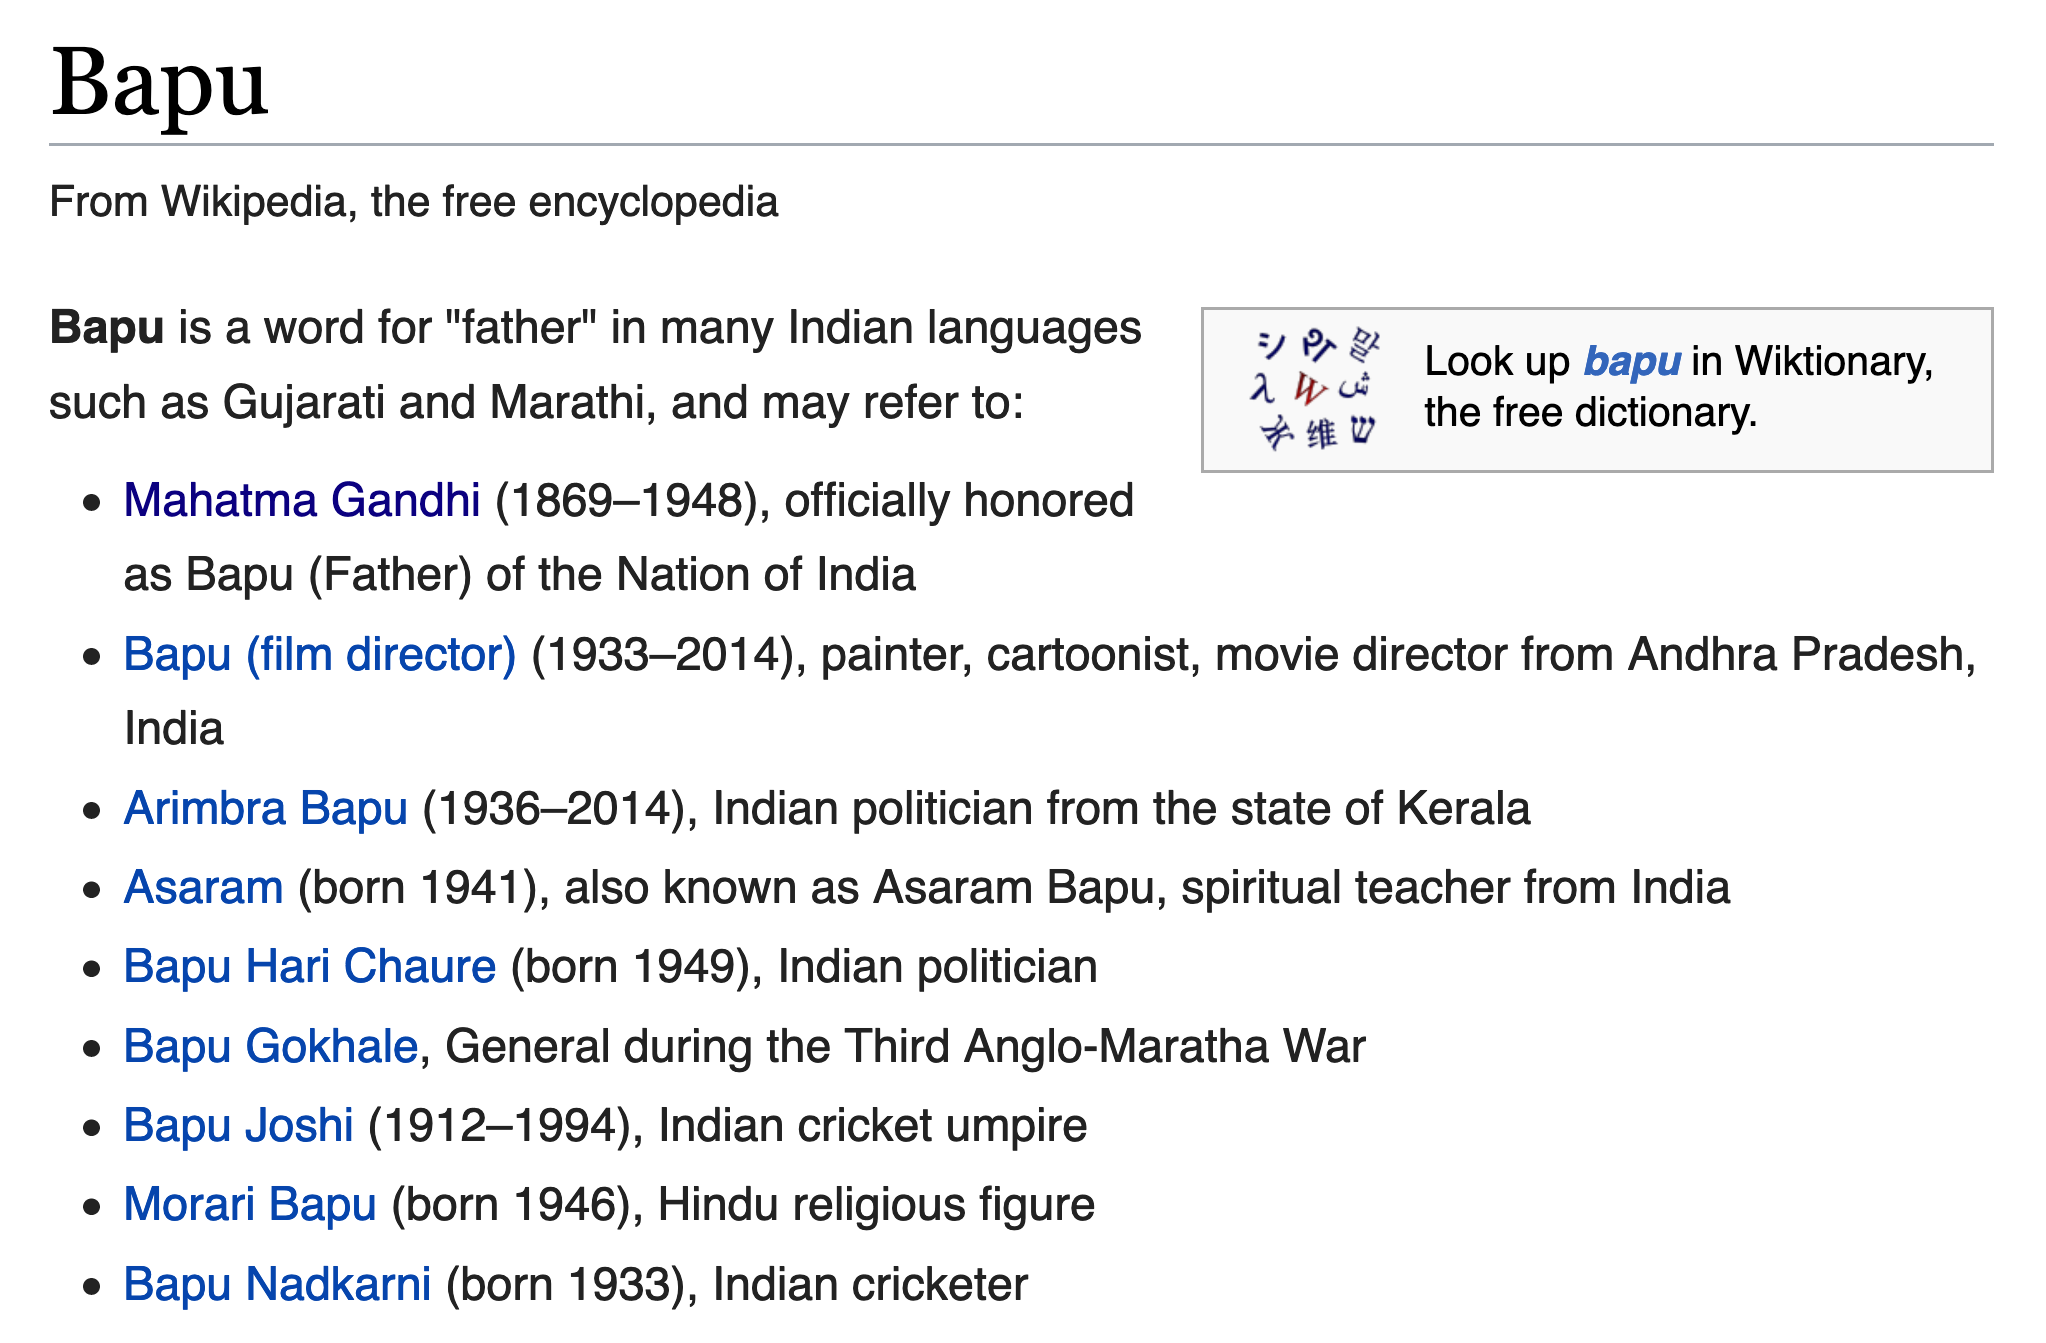 Bapu
From Wikipedia, the free encyclopedia
Bapu is a word for "father" in many Indian languages
such as Gujarati and Marathi, and may refer to:
シ અ 말
λ W ش
ኦ 维 שׁ
Look up bapu in Wiktionary,
the free dictionary.
• Mahatma Gandhi (1869–1948), officially honored
as Bapu (Father) of the Nation of India
• Bapu (film director) (1933–2014), painter, cartoonist, movie director from Andhra Pradesh,
India
• Arimbra Bapu (1936–2014), Indian politician from the state of Kerala
• Asaram (born 1941), also known as Asaram Bapu, spiritual teacher from India
• Bapu Hari Chaure (born 1949), Indian politician
• Bapu Gokhale, General during the Third Anglo-Maratha War
• Bapu Joshi (1912–1994), Indian cricket umpire
• Morari Bapu (born 1946), Hindu religious figure
• Bapu Nadkarni (born 1933), Indian cricketer